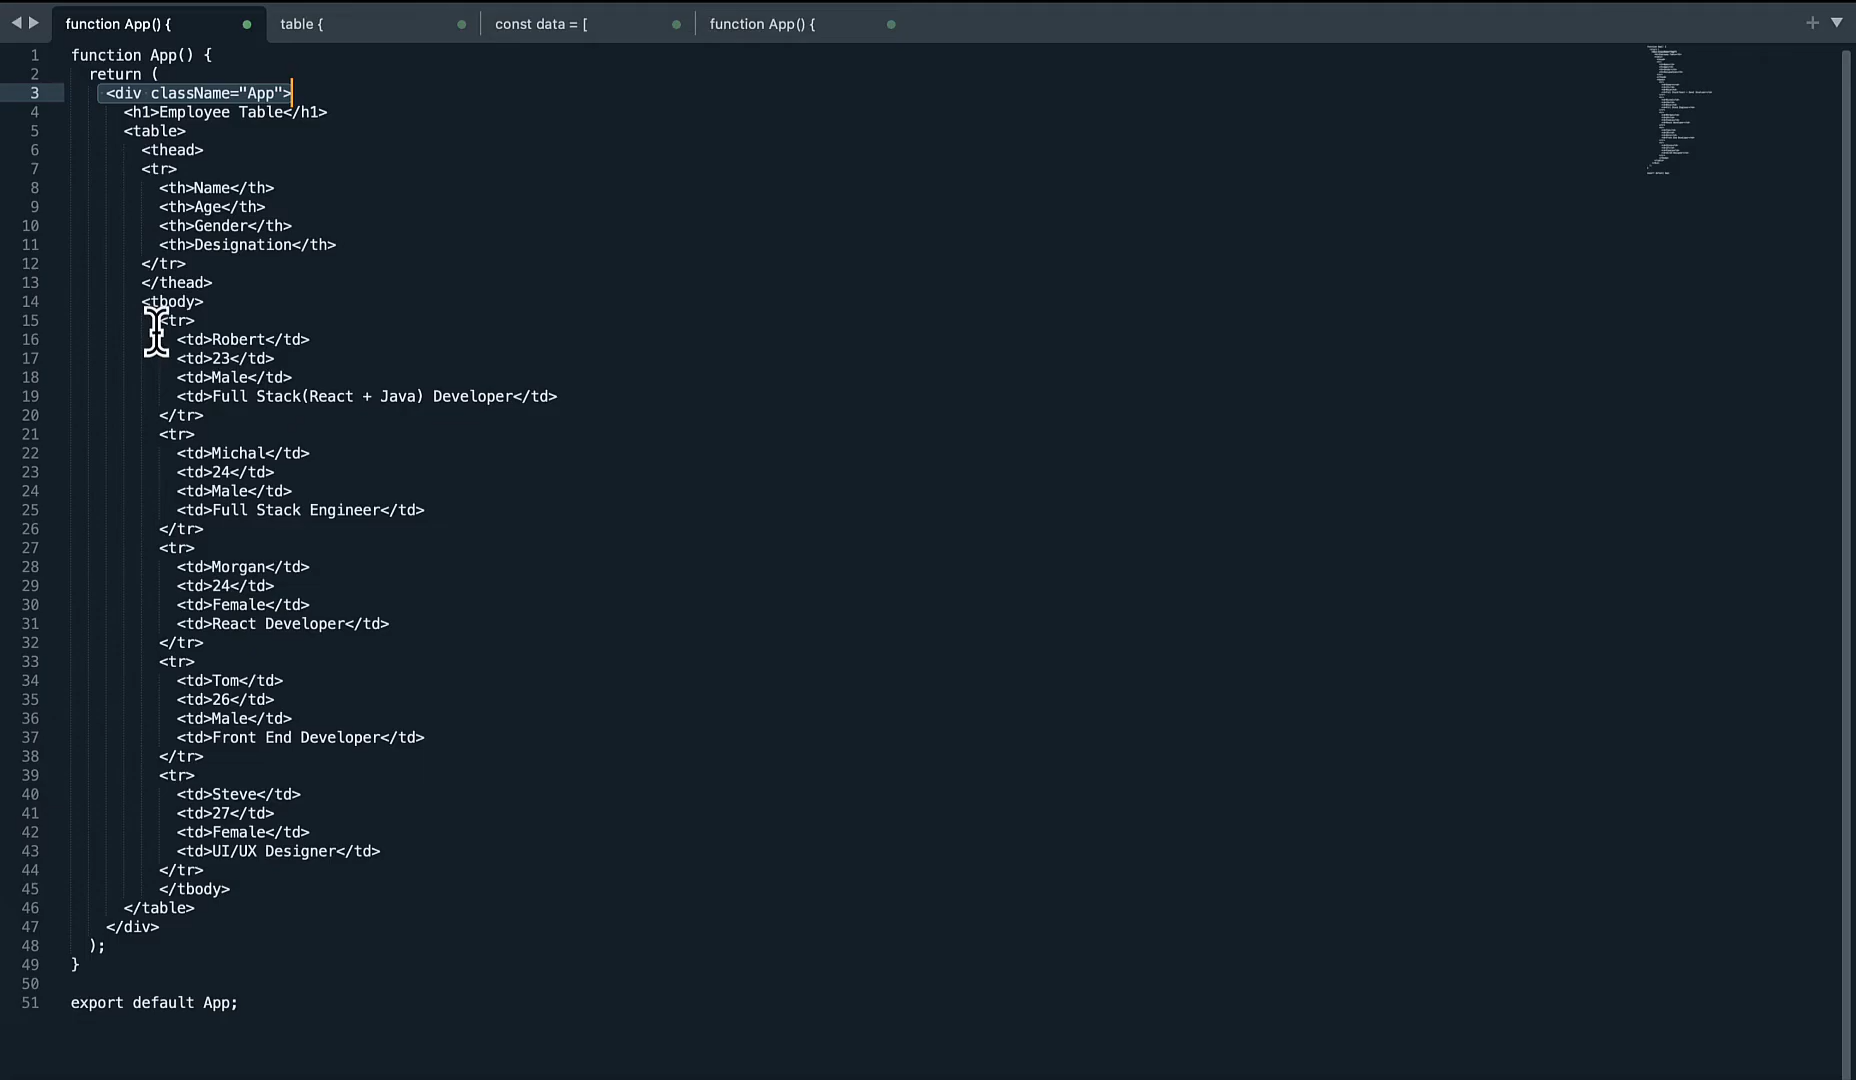 function App() {
table {
const data = [
function App() {
1 function App() {
2   return (
3     <div className="App">
4       <h1>Employee Table</h1>
5       <table>
6         <thead>
7         <tr>
8           <th>Name</th>
9           <th>Age</th>
10           <th>Gender</th>
11           <th>Designation</th>
12         </tr>
13         </thead>
14         <tbody>
15           <tr>
16             <td>Robert</td>
17             <td>23</td>
18             <td>Male</td>
19             <td>Full Stack(React + Java) Developer</td>
20           </tr>
21           <tr>
22             <td>Michal</td>
23             <td>24</td>
24             <td>Male</td>
25             <td>Full Stack Engineer</td>
26           </tr>
27           <tr>
28             <td>Morgan</td>
29             <td>24</td>
30             <td>Female</td>
31             <td>React Developer</td>
32           </tr>
33           <tr>
34             <td>Tom</td>
35             <td>26</td>
36             <td>Male</td>
37             <td>Front End Developer</td>
38           </tr>
39           <tr>
40             <td>Steve</td>
41             <td>27</td>
42             <td>Female</td>
43             <td>UI/UX Designer</td>
44           </tr>
45           </tbody>
46       </table>
47     </div>
48   );
49 }
50
51 export default App;